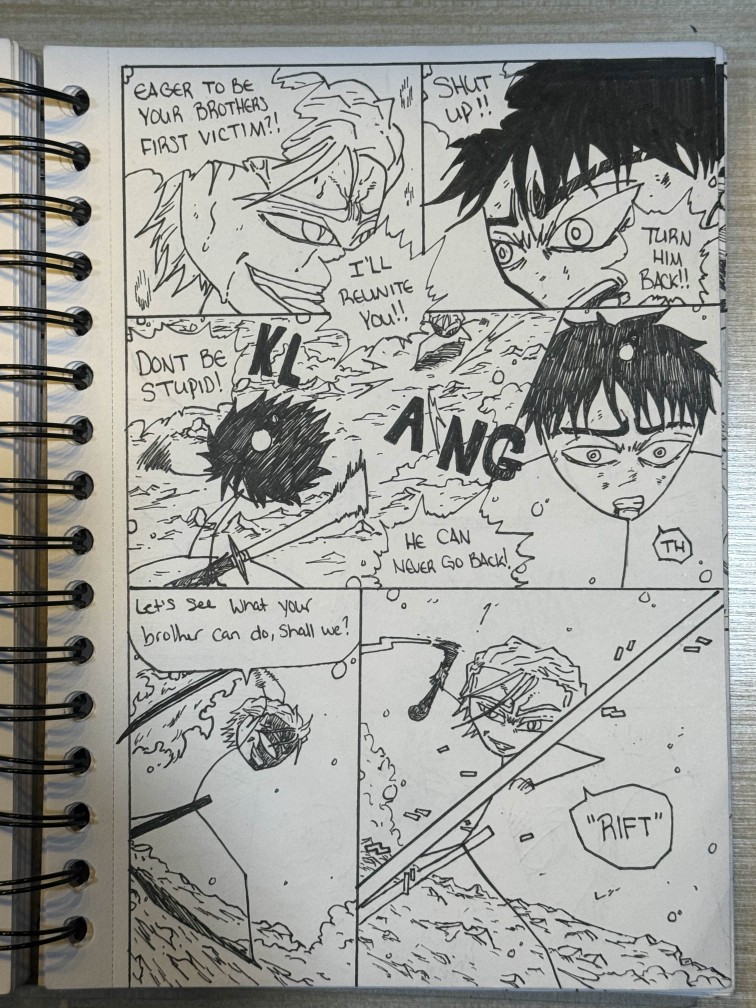 EAGER TO BE
YOUR BROTHERS
FIRST VICTIM?!!
I'LL
REUNITE
YOU!!
SHUT
UP!!
TURN
HIM
BACK!!
DONT BE
STUPID!
KL
ANG
HE CAN
NEVER GO BACK!
TH
Let's See What your
brother can do, Shall we?
"RIFT"